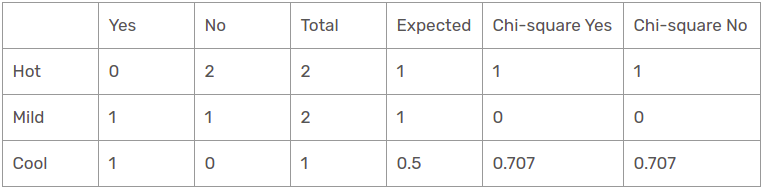 Yes No Total Expected Chi-square Yes Chi-square No
Hot 0 2 2 1 1 1
Mild 1 1 2 1 0 0
Cool 1 0 1 0.5 0.707 0.707